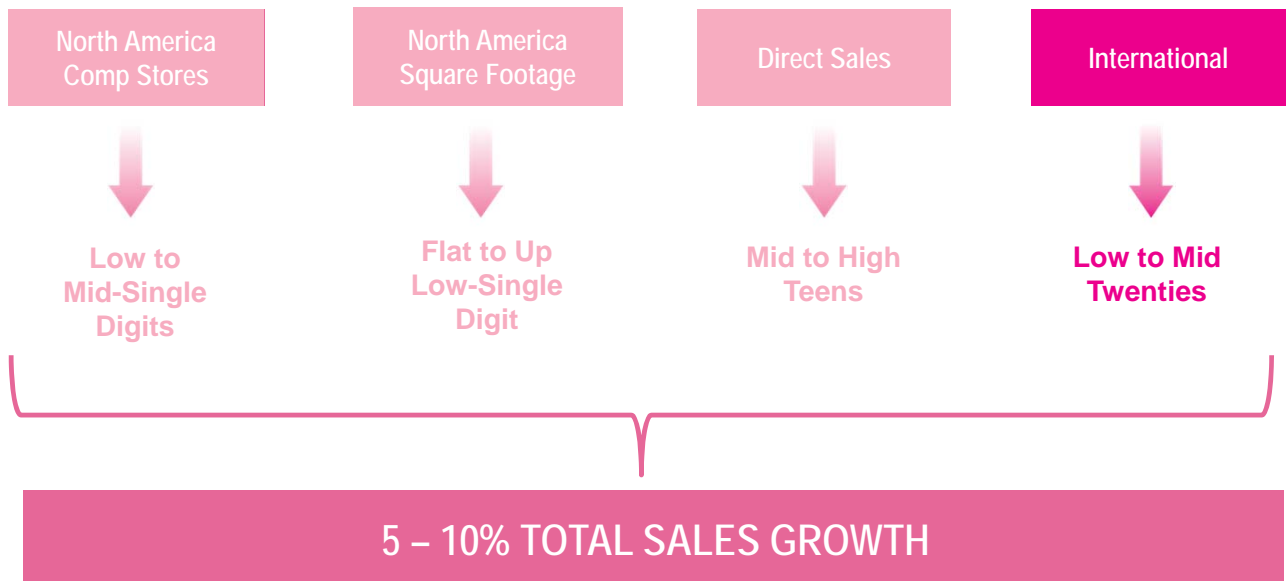 North America
Comp Stores
North America
Square Footage
Direct Sales
International
Low to
Mid-Single
Digits
Flat to Up
Low-Single
Digit
Mid to High
Teens
Low to Mid
Twenties
5 – 10% TOTAL SALES GROWTH